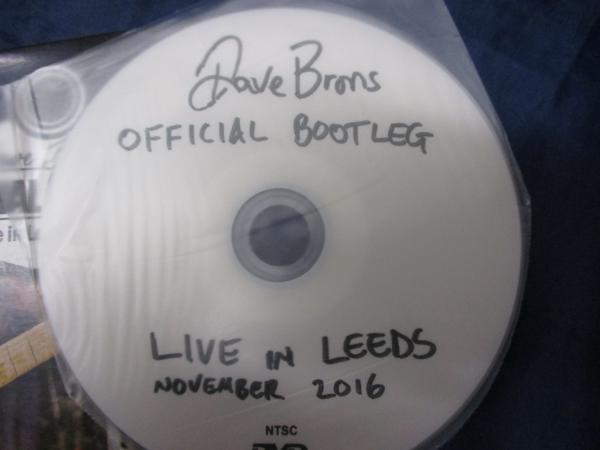 Dave Brons
OFFICIAL BOOTLEG
LIVE IN LEEDS
NOVEMBER 2016
NTSC